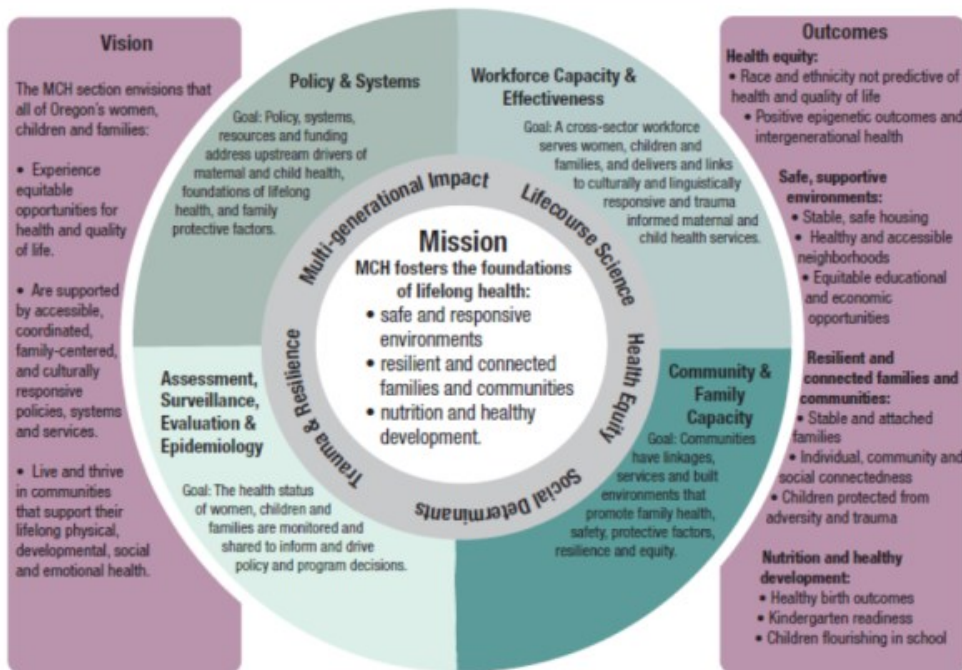 Vision
The MCH section envisions that
all of Oregon's women,
children and families:
• Experience
equitable
opportunities for
health and quality
of life.
• Are supported
by accessible,
coordinated,
family-centered,
and culturally
responsive
policies, systems
and services.
• Live and thrive
in communities
that support their
lifelong physical,
developmental, social
and emotional health.
Policy & Systems
Goal: Policy, systems,
resources and funding
address upstream drivers of
maternal and child health,
foundations of lifelong
health, and family
protective factors.
Workforce Capacity &
Effectiveness
Goal: A cross-sector workforce
serves women, children and
families, and delivers and links
to culturally and linguistically
responsive and trauma
informed maternal and
child health services.
Multi-generational Impact
Lifecourse Science
Health Equity
Social Determinants
Trauma & Resilience
Mission
MCH fosters the foundations
of lifelong health:
• safe and responsive
environments
• resilient and connected
families and communities
• nutrition and healthy
development.
Assessment,
Surveillance,
Evaluation &
Epidemiology
Goal: The health status
of women, children and
families are monitored and
shared to inform and drive
policy and program decisions.
Community &
Family
Capacity
Goal: Communities
have linkages,
services and built
environments that
promote family health,
safety, protective factors,
resilience and equity.
Outcomes
Health equity:
• Race and ethnicity not predictive of
health and quality of life
• Positive epigenetic outcomes and
intergenerational health
Safe, supportive
environments:
• Stable, safe housing
• Healthy and accessible
neighborhoods
• Equitable educational
and economic
opportunities
Resilient and
connected families and
communities:
• Stable and attached
families
• Individual, community and
social connectedness
• Children protected from
adversity and trauma
Nutrition and healthy
development:
• Healthy birth outcomes
• Kindergarten readiness
• Children flourishing in school